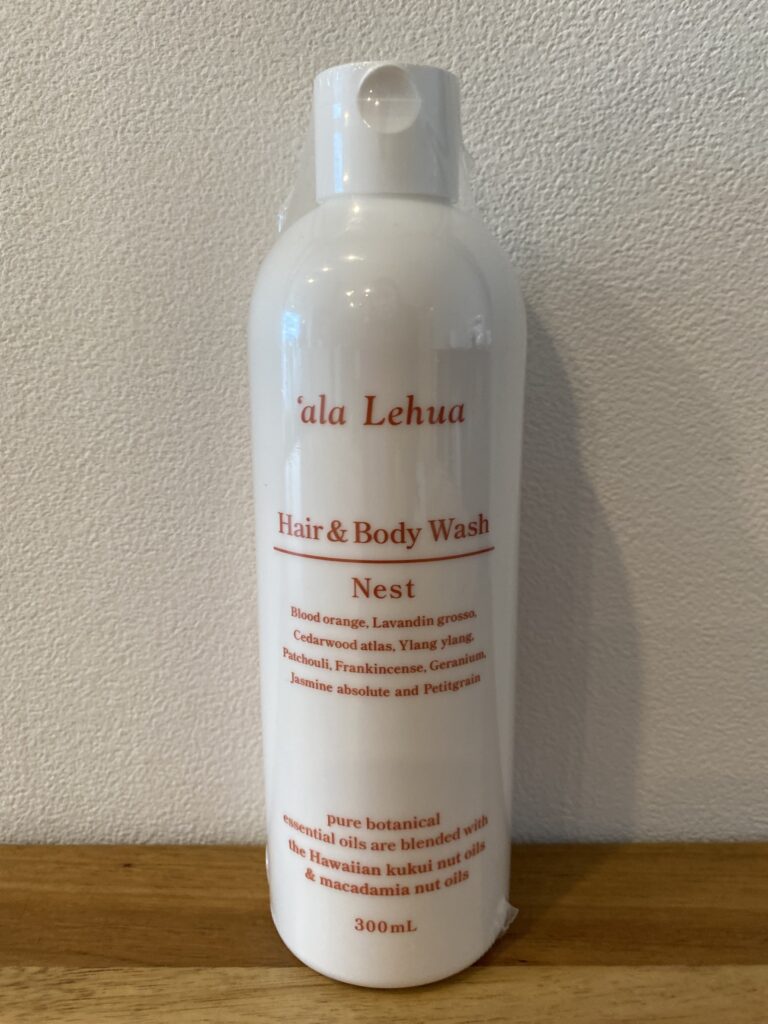 ‘ala Lehua
Hair & Body Wash
Nest
Blood orange, Lavandin grosso,
Cedarwood atlas, Ylang ylang,
Patchouli, Frankincense, Geranium,
Jasmine absolute and Petitgrain
pure botanical
essential oils are blended with
the Hawaiian kukui nut oils
& macadamia nut oils
300mL